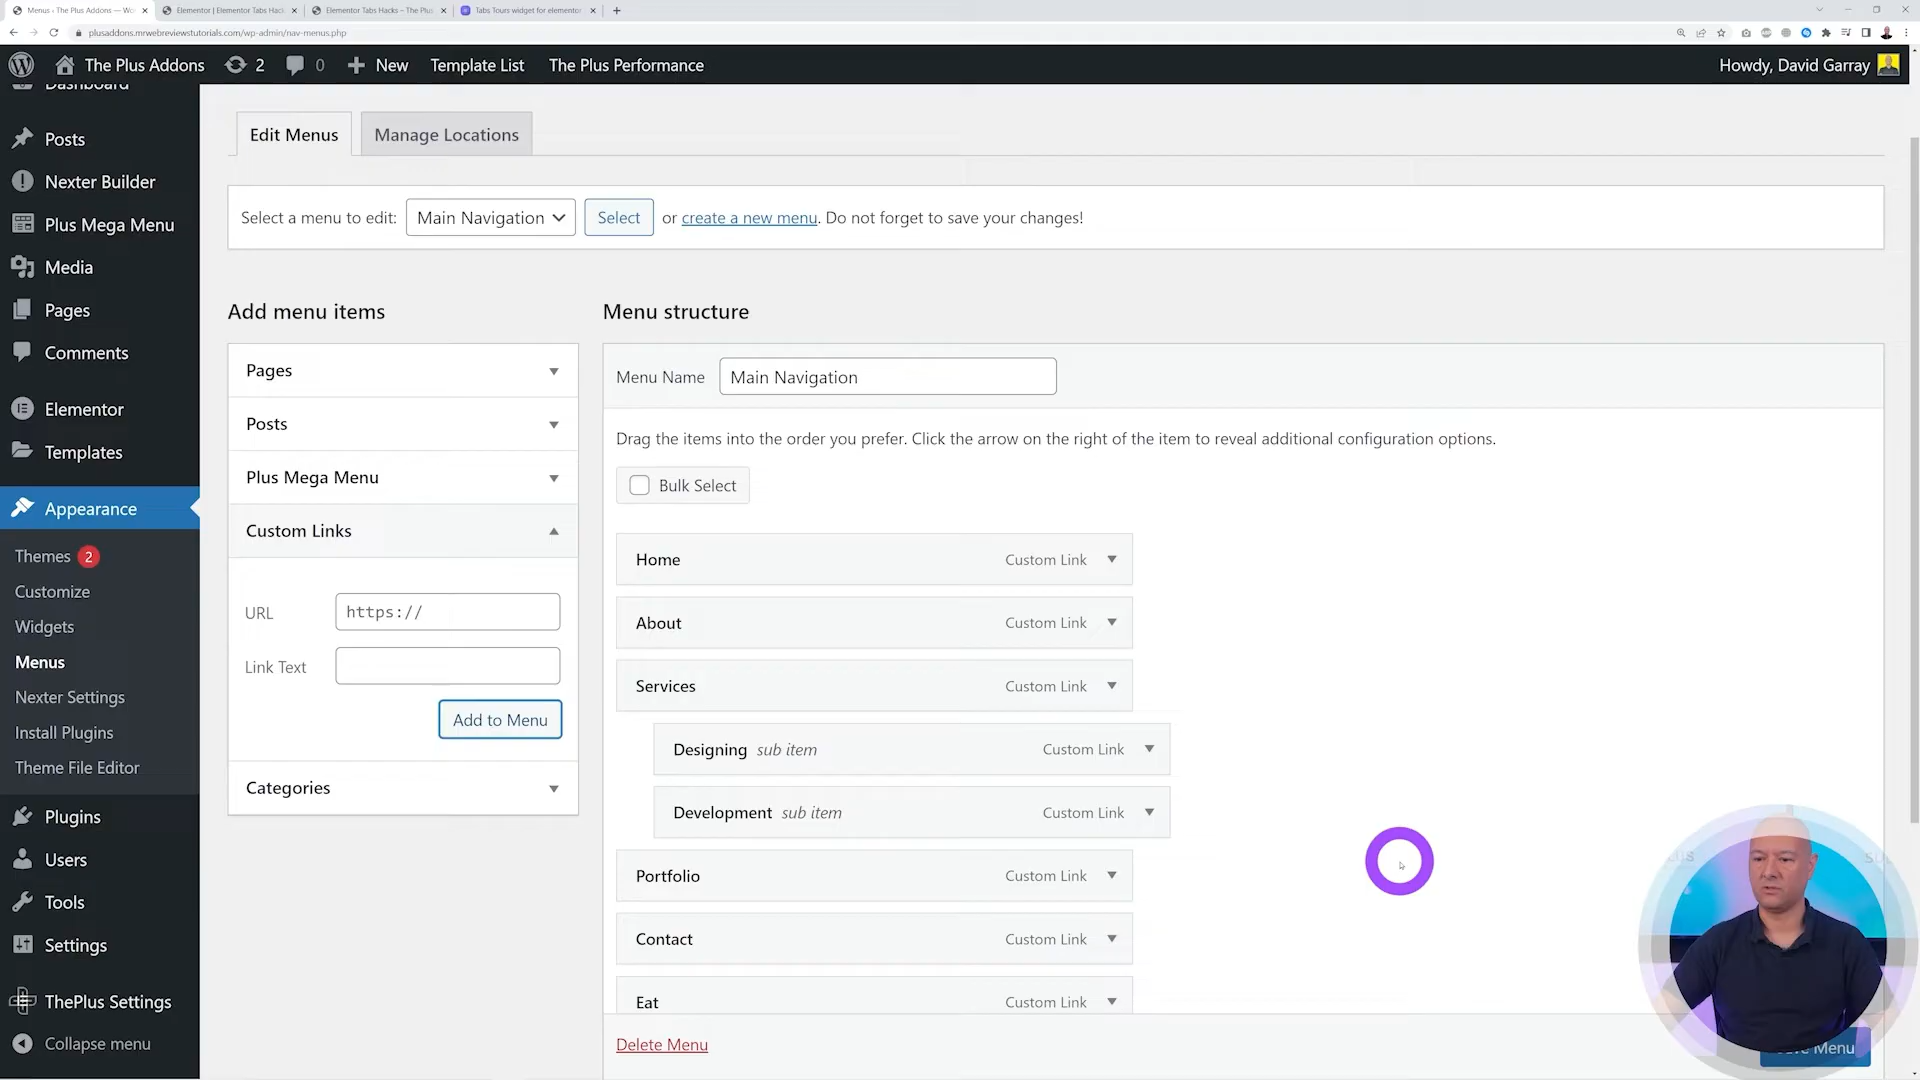 Menus ‹ The Plus Addons — Wo
Elementor | Elementor Tabs Hack
Elementor Tabs Hacks – The Plus
Tabs Tours widget for elementor
plusaddons.mrwebreviewstutorials.com/wp-admin/nav-menus.php
The Plus Addons
2
0
New
Template List
The Plus Performance
Howdy, David Garray
Dashboard
Posts
Nexter Builder
Plus Mega Menu
Media
Pages
Comments
Elementor
Templates
Appearance
Themes 2
Customize
Widgets
Menus
Nexter Settings
Install Plugins
Theme File Editor
Plugins
Users
Tools
Settings
ThePlus Settings
Collapse menu
Edit Menus
Manage Locations
Select a menu to edit: Main Navigation Select or create a new menu. Do not forget to save your changes!
Add menu items
Pages
Posts
Plus Mega Menu
Custom Links
URL https://
Link Text
Add to Menu
Categories
Menu structure
Menu Name Main Navigation
Drag the items into the order you prefer. Click the arrow on the right of the item to reveal additional configuration options.
Bulk Select
Home Custom Link
About Custom Link
Services Custom Link
Designing sub item Custom Link
Development sub item Custom Link
Portfolio Custom Link
Contact Custom Link
Eat Custom Link
Delete Menu
Menu